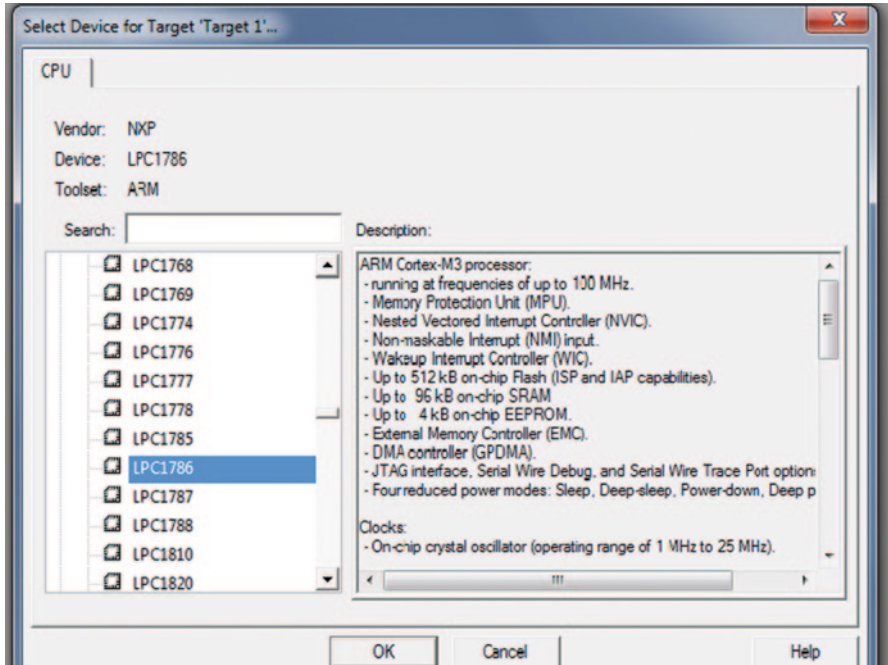 Select Device for Target 'Target 1'...
CPU
Vendor: NXP
Device: LPC1786
Toolset: ARM
Search:
LPC1768
LPC1769
LPC1774
LPC1776
LPC1777
LPC1778
LPC1785
LPC1786
LPC1787
LPC1788
LPC1810
LPC1820
Description:
ARM Cortex-M3 processor:
- running at frequencies of up to 100 MHz.
- Memory Protection Unit (MPU).
- Nested Vectored Interrupt Controller (NVIC).
- Non-maskable Interrupt (NMI) input.
- Wakeup Interrupt Controller (WIC).
- Up to 512 kB on-chip Flash (ISP and IAP capabilities).
- Up to 96 kB on-chip SRAM
- Up to 4 kB on-chip EEPROM.
- External Memory Controller (EMC).
- DMA controller (GPDMA).
- JTAG interface, Serial Wire Debug, and Serial Wire Trace Port option
- Four reduced power modes: Sleep, Deep-sleep, Power-down, Deep p
Clocks:
- On-chip crystal oscillator (operating range of 1 MHz to 25 MHz).
OK
Cancel
Help